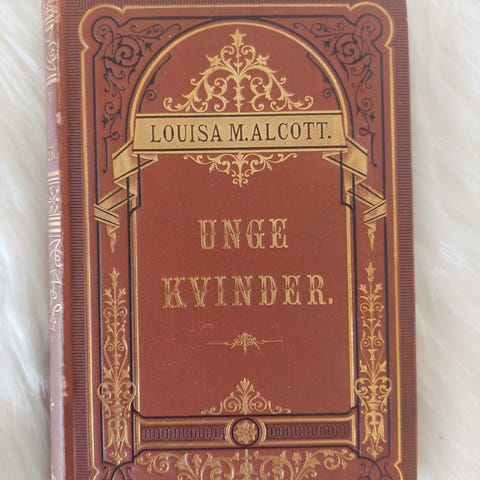 LOUISA M. ALCOTT.
UNGE
KVINDER.